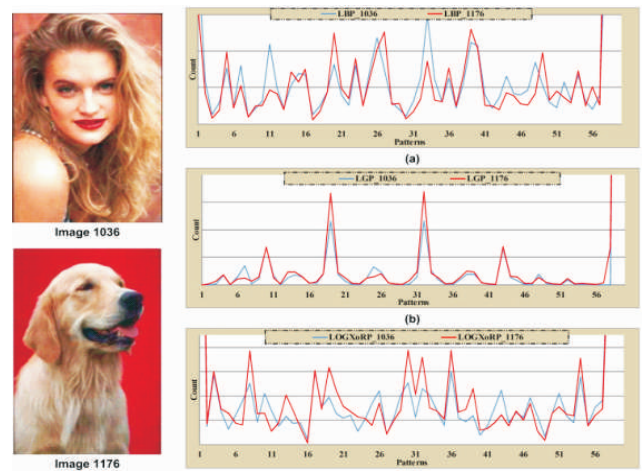 LBP_1036 LBP_1176
Count
1 6 11 16 21 26 31 36 41 46 51 56
Patterns
(a)
Image 1036
LGP_1036 LGP_1176
Count
1 6 11 16 21 26 31 36 41 46 51 56
Patterns
(b)
LOGXoRP_1036 LOGXoRP_1176
Count
1 6 11 16 21 26 31 36 41 46 51 56
Patterns
Image 1176